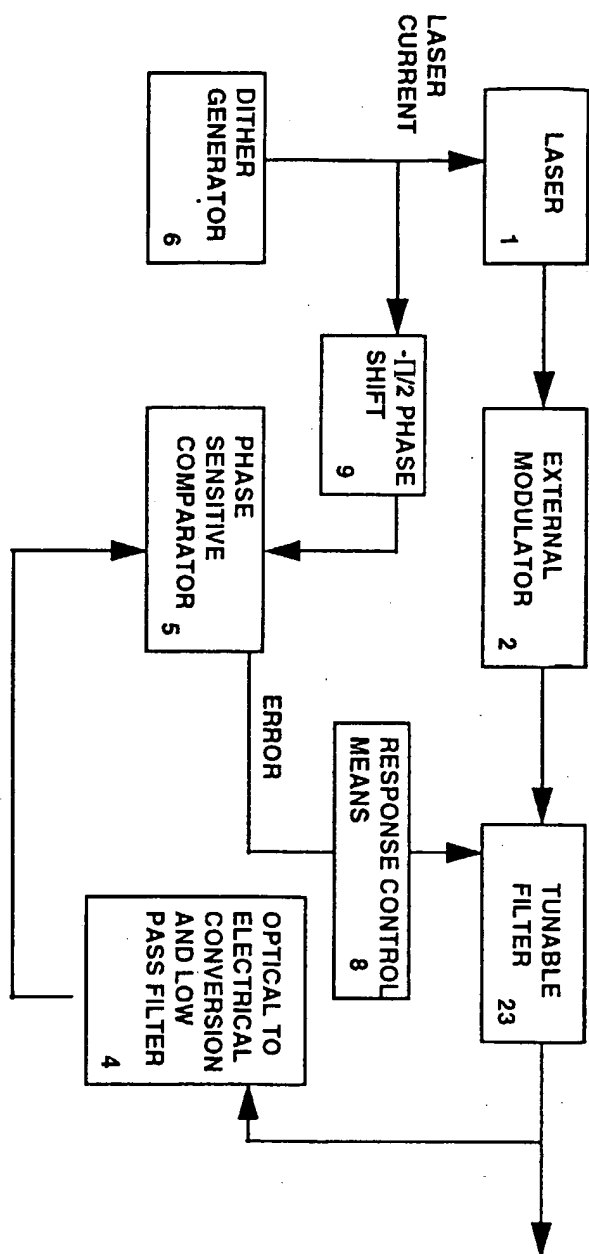 LASER
1
EXTERNAL
MODULATOR
2
TUNABLE
FILTER
23
LASER
CURRENT
-∏/2 PHASE
SHIFT
9
RESPONSE CONTROL
MEANS
8
DITHER
GENERATOR
6
PHASE
SENSITIVE
COMPARATOR
5
ERROR
OPTICAL TO
ELECTRICAL
CONVERSION
AND LOW
PASS FILTER
4